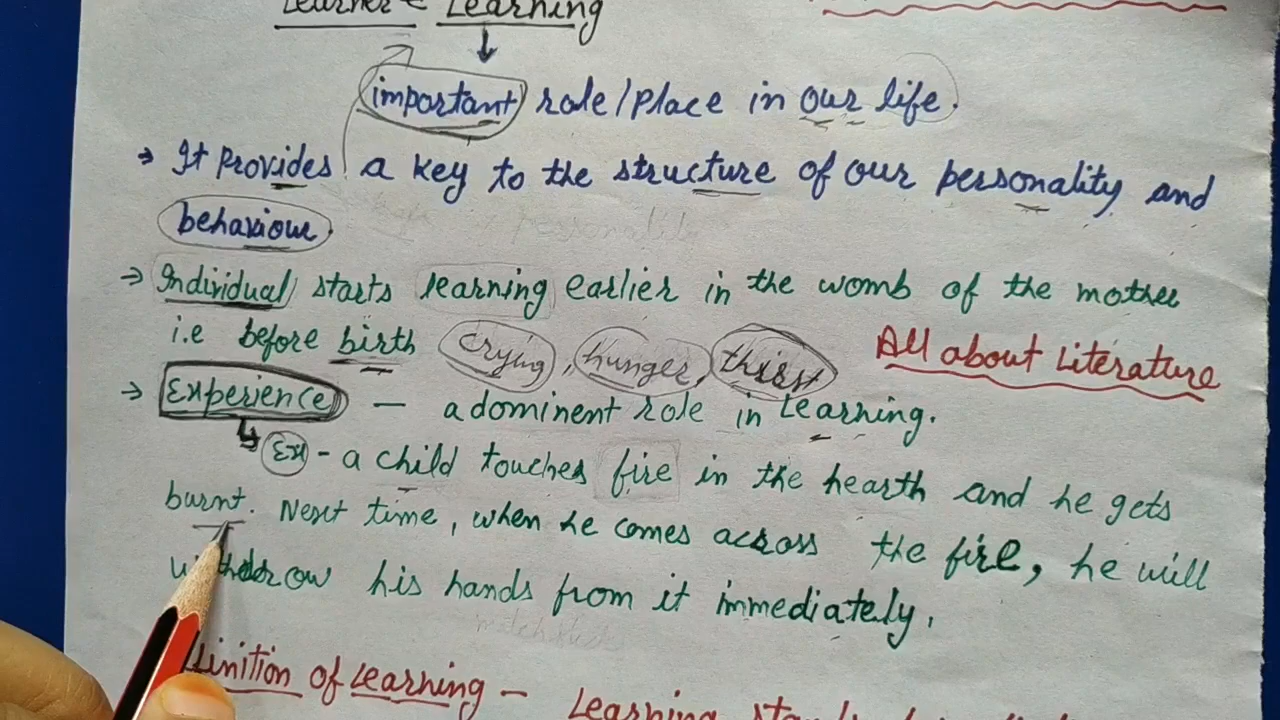 Learner - Learning
important role/place in our life.
→ It provides a key to the structure of our personality and
behaviour.
→ Individual starts learning earlier in the womb of the mother
i.e before birth crying, hunger, thirst
All about Literature
→ Experience — a dominent role in Learning.
Ex - a child touches fire in the hearth and he gets
burnt. Next time, when he comes across the fire, he will
withdrow his hands from it immediately.
of Learning - Learning